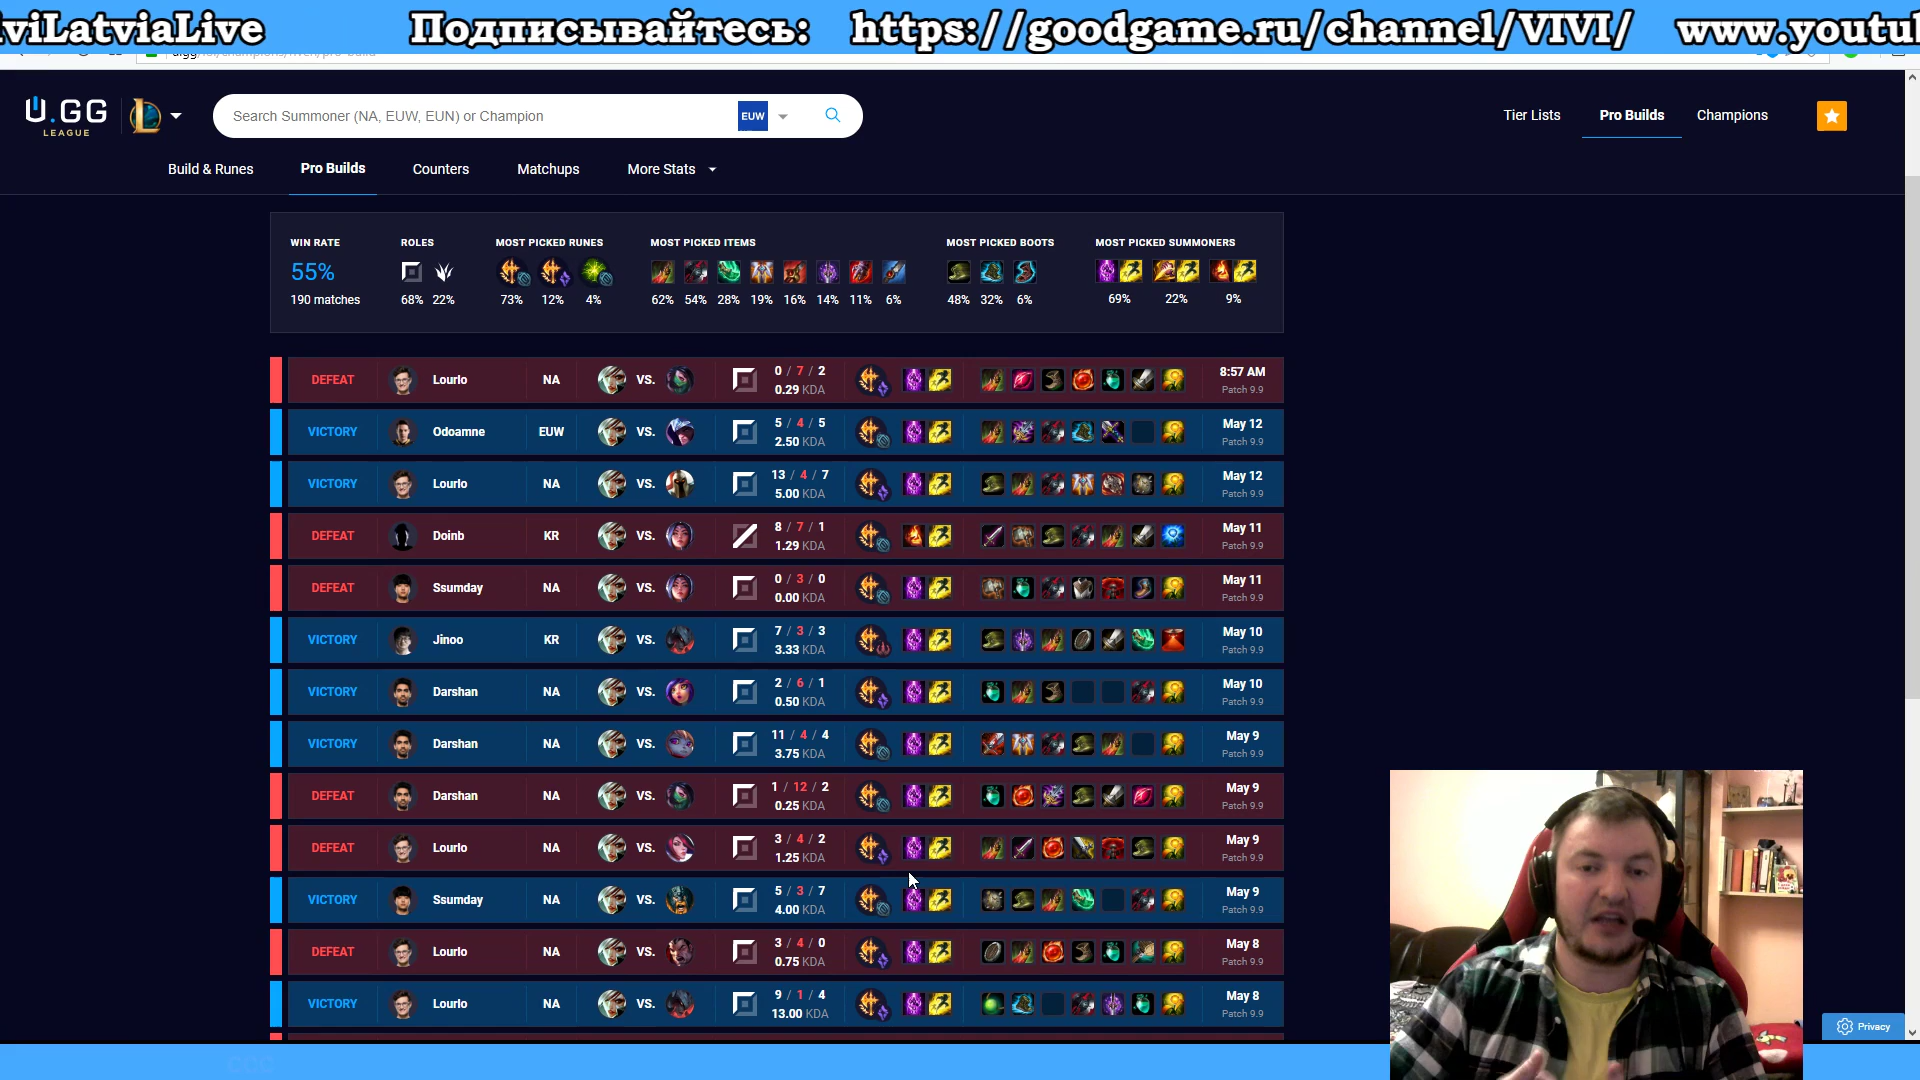 iviLatviaLive Подписывайтесь: https://goodgame.ru/channel/VIVI/ www.youtu
U.GG
LEAGUE
Search Summoner (NA, EUW, EUN) or Champion
EUW
Tier Lists
Pro Builds
Champions
Build & Runes
Pro Builds
Counters
Matchups
More Stats
WIN RATE
55%
190 matches
ROLES
68% 22%
MOST PICKED RUNES
73% 12% 4%
MOST PICKED ITEMS
62% 54% 28% 19% 16% 14% 11% 6%
MOST PICKED BOOTS
48% 32% 6%
MOST PICKED SUMMONERS
69% 22% 9%
DEFEAT Lourlo NA VS. 0 / 7 / 2 8:57 AM
0.29 KDA Patch 9.9
VICTORY Odoamne EUW VS. 5 / 4 / 5 May 12
2.50 KDA Patch 9.9
VICTORY Lourlo NA VS. 13 / 4 / 7 May 12
5.00 KDA Patch 9.9
DEFEAT Doinb KR VS. 8 / 7 / 1 May 11
1.29 KDA Patch 9.9
DEFEAT Ssumday NA VS. 0 / 3 / 0 May 11
0.00 KDA Patch 9.9
VICTORY Jinoo KR VS. 7 / 3 / 3 May 10
3.33 KDA Patch 9.9
VICTORY Darshan NA VS. 2 / 6 / 1 May 10
0.50 KDA Patch 9.9
VICTORY Darshan NA VS. 11 / 4 / 4 May 9
3.75 KDA Patch 9.9
DEFEAT Darshan NA VS. 1 / 12 / 2 May 9
0.25 KDA Patch 9.9
DEFEAT Lourlo NA VS. 3 / 4 / 2 May 9
1.25 KDA Patch 9.9
VICTORY Ssumday NA VS. 5 / 3 / 7 May 9
4.00 KDA Patch 9.9
DEFEAT Lourlo NA VS. 3 / 4 / 0 May 8
0.75 KDA Patch 9.9
VICTORY Lourlo NA VS. 9 / 1 / 4 May 8
13.00 KDA Patch 9.9
Privacy